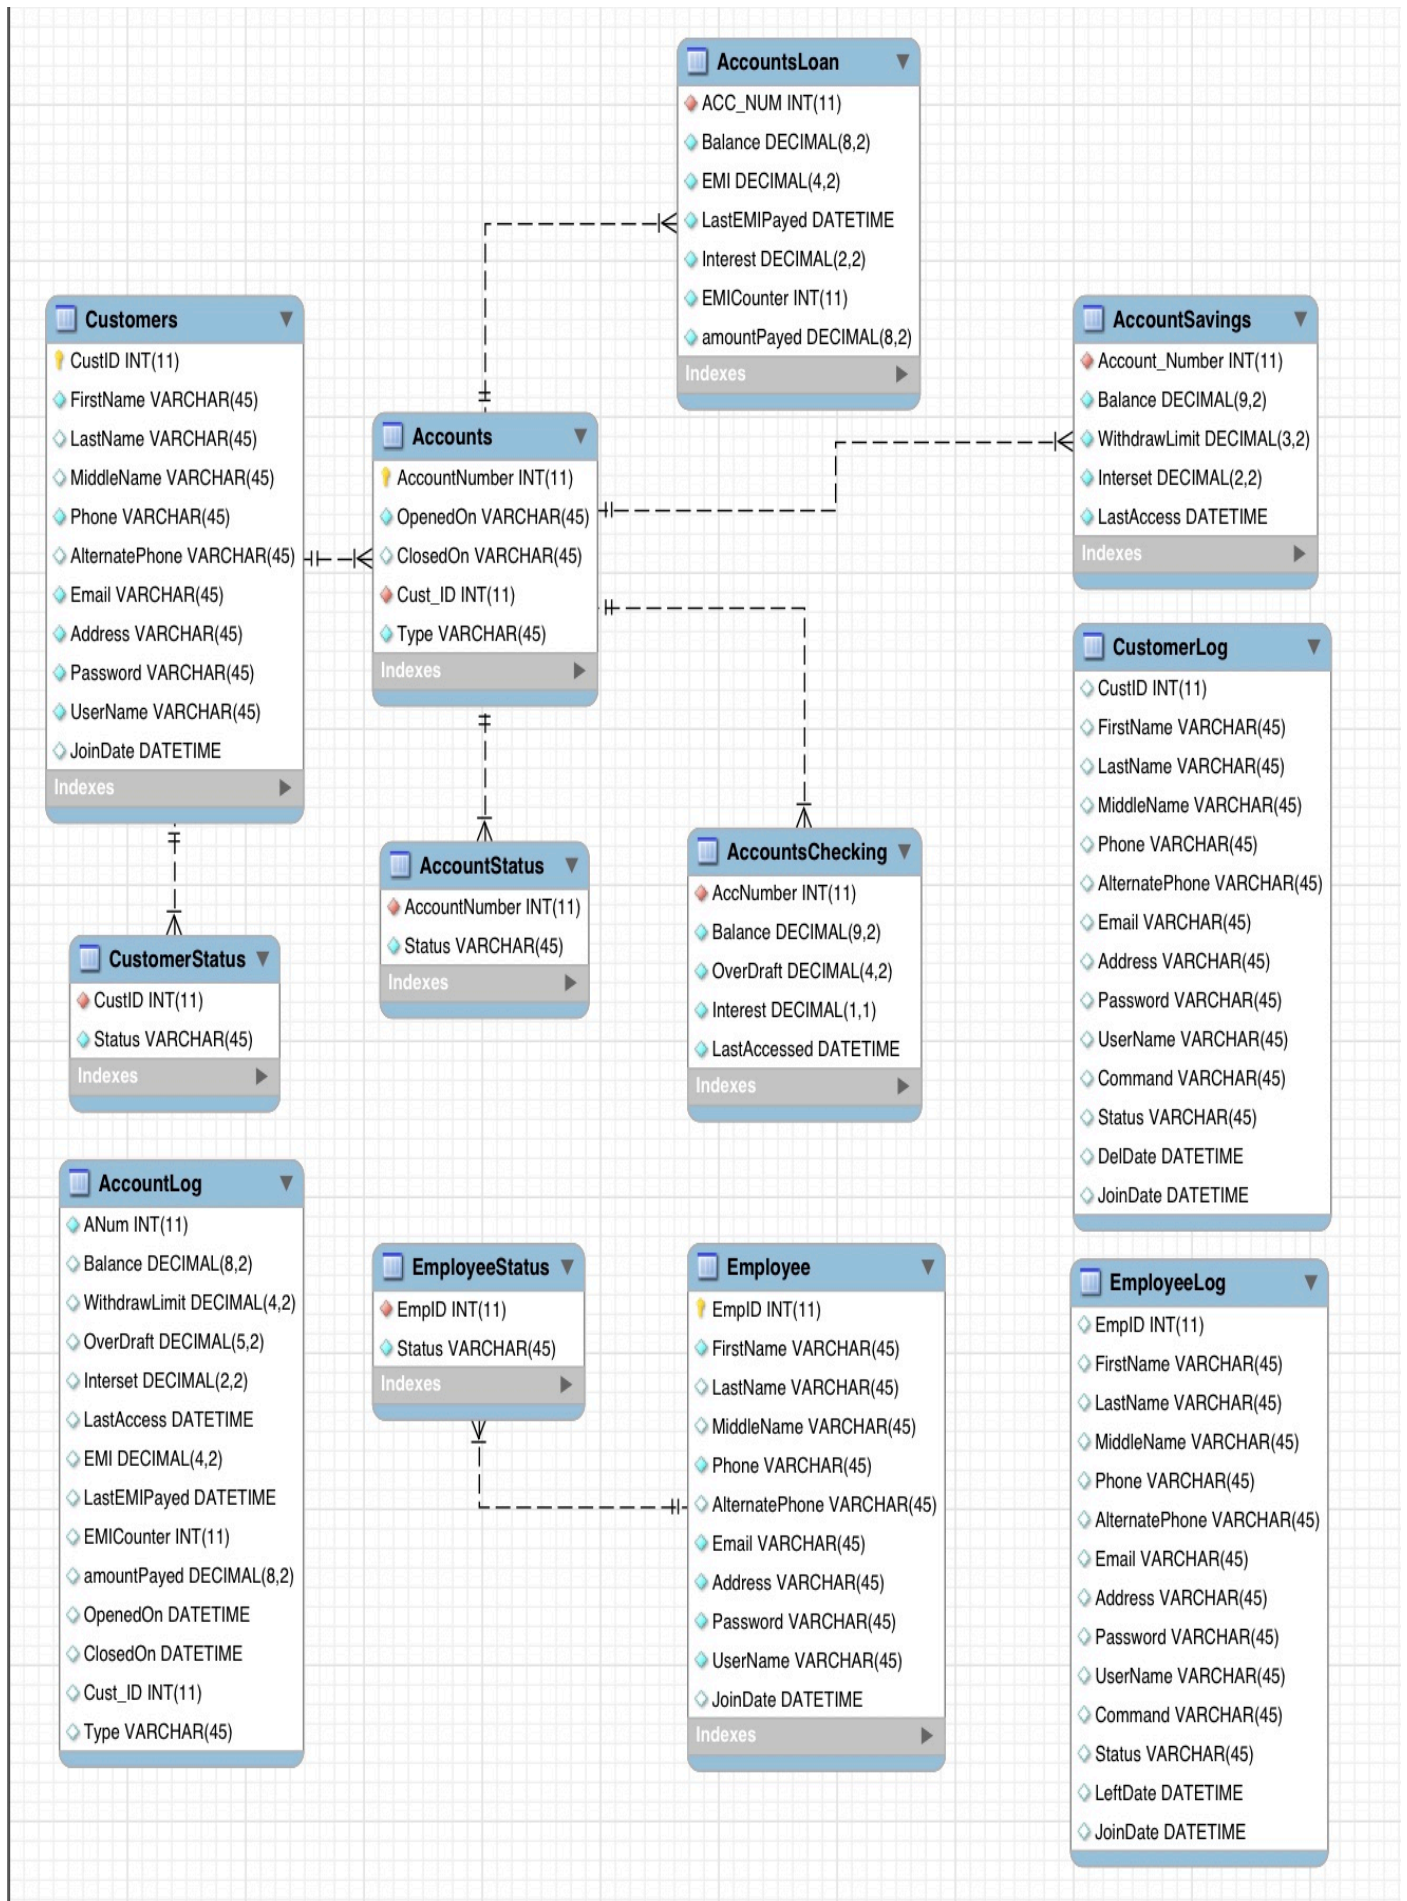 AccountsLoan
ACC_NUM INT(11)
Balance DECIMAL(8,2)
EMI DECIMAL(4,2)
LastEMIPayed DATETIME
Interest DECIMAL(2,2)
EMICounter INT(11)
amountPayed DECIMAL(8,2)
Indexes
Customers
CustID INT(11)
FirstName VARCHAR(45)
LastName VARCHAR(45)
MiddleName VARCHAR(45)
Phone VARCHAR(45)
AlternatePhone VARCHAR(45)
Email VARCHAR(45)
Address VARCHAR(45)
Password VARCHAR(45)
UserName VARCHAR(45)
JoinDate DATETIME
Indexes
Accounts
AccountNumber INT(11)
OpenedOn VARCHAR(45)
ClosedOn VARCHAR(45)
Cust_ID INT(11)
Type VARCHAR(45)
Indexes
AccountSavings
Account_Number INT(11)
Balance DECIMAL(9,2)
WithdrawLimit DECIMAL(3,2)
Interset DECIMAL(2,2)
LastAccess DATETIME
Indexes
CustomerStatus
CustID INT(11)
Status VARCHAR(45)
Indexes
AccountStatus
AccountNumber INT(11)
Status VARCHAR(45)
Indexes
AccountsChecking
AccNumber INT(11)
Balance DECIMAL(9,2)
OverDraft DECIMAL(4,2)
Interest DECIMAL(1,1)
LastAccessed DATETIME
Indexes
CustomerLog
CustID INT(11)
FirstName VARCHAR(45)
LastName VARCHAR(45)
MiddleName VARCHAR(45)
Phone VARCHAR(45)
AlternatePhone VARCHAR(45)
Email VARCHAR(45)
Address VARCHAR(45)
Password VARCHAR(45)
UserName VARCHAR(45)
Command VARCHAR(45)
Status VARCHAR(45)
DelDate DATETIME
JoinDate DATETIME
AccountLog
ANum INT(11)
Balance DECIMAL(8,2)
WithdrawLimit DECIMAL(4,2)
OverDraft DECIMAL(5,2)
Interset DECIMAL(2,2)
LastAccess DATETIME
EMI DECIMAL(4,2)
LastEMIPayed DATETIME
EMICounter INT(11)
amountPayed DECIMAL(8,2)
OpenedOn DATETIME
ClosedOn DATETIME
Cust_ID INT(11)
Type VARCHAR(45)
EmployeeStatus
EmpID INT(11)
Status VARCHAR(45)
Indexes
Employee
EmpID INT(11)
FirstName VARCHAR(45)
LastName VARCHAR(45)
MiddleName VARCHAR(45)
Phone VARCHAR(45)
AlternatePhone VARCHAR(45)
Email VARCHAR(45)
Address VARCHAR(45)
Password VARCHAR(45)
UserName VARCHAR(45)
JoinDate DATETIME
Indexes
EmployeeLog
EmpID INT(11)
FirstName VARCHAR(45)
LastName VARCHAR(45)
MiddleName VARCHAR(45)
Phone VARCHAR(45)
AlternatePhone VARCHAR(45)
Email VARCHAR(45)
Address VARCHAR(45)
Password VARCHAR(45)
UserName VARCHAR(45)
Command VARCHAR(45)
Status VARCHAR(45)
LeftDate DATETIME
JoinDate DATETIME